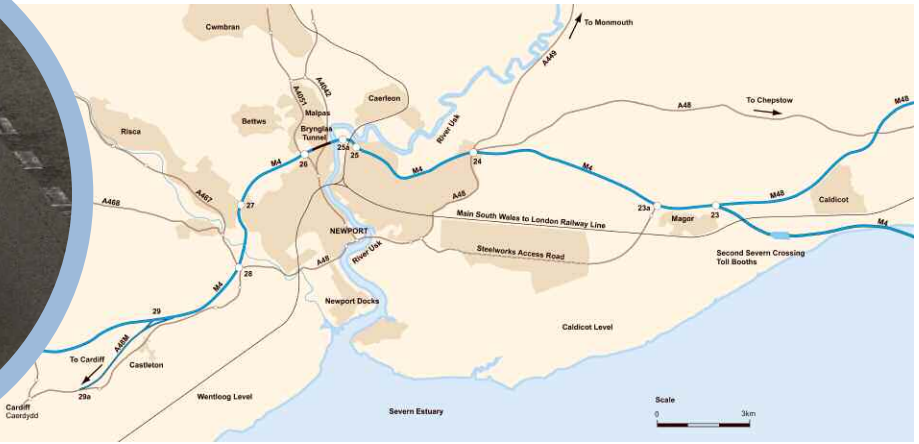 Cwmbran
To Monmouth
A449
A4051
A4042
Caerleon
Malpas
Bettws
Brynglas
Tunnel
Risca
River Usk
A48
To Chepstow
M48
M4
26
25a
25
24
M4
M4
A467
A468
27
A48
23a
Magor
23
M48
Caldicot
M4
Main South Wales to London Railway Line
NEWPORT
River Usk
Steelworks Access Road
Second Severn Crossing
Toll Booths
A48
28
M4
Newport Docks
29
A48M
Caldicot Level
To Cardiff
Castleton
29a
Wentloog Level
Cardiff
Caerdydd
Severn Estuary
Scale
0
3km